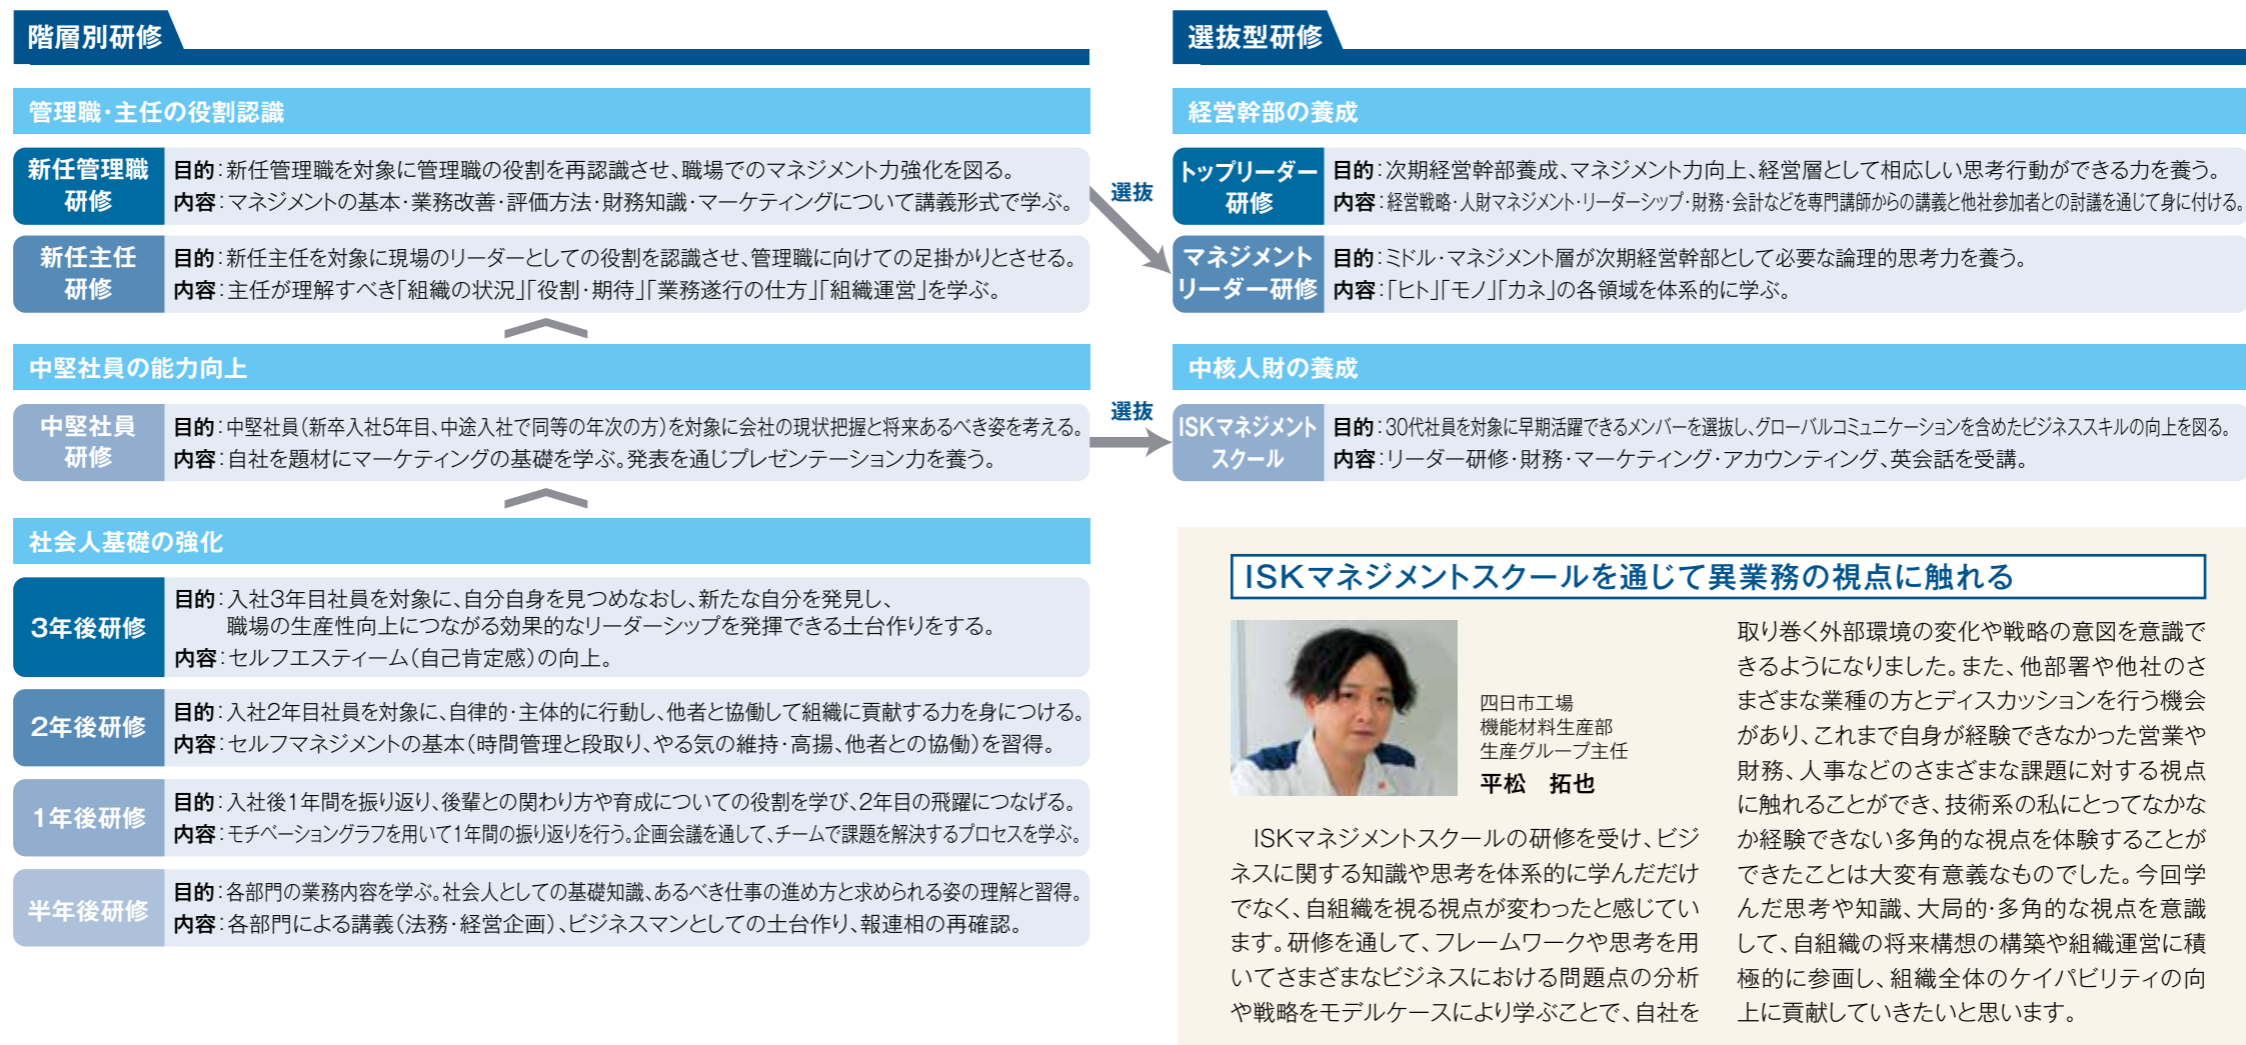 階層別研修
管理職・主任の役割認識
新任管理職
研修
目的：新任管理職を対象に管理職の役割を再認識させ、職場でのマネジメント力強化を図る。
内容：マネジメントの基本・業務改善・評価方法・財務知識・マーケティングについて講義形式で学ぶ。
新任主任
研修
目的：新任主任を対象に現場のリーダーとしての役割を認識させ、管理職に向けての足掛かりとさせる。
内容：主任が理解すべき「組織の状況」「役割・期待」「業務遂行の仕方」「組織運営」を学ぶ。
中堅社員の能力向上
中堅社員
研修
目的：中堅社員（新卒入社5年目、中途入社で同等の年次の方）を対象に会社の現状把握と将来あるべき姿を考える。
内容：自社を題材にマーケティングの基礎を学ぶ。発表を通じプレゼンテーション力を養う。
社会人基礎の強化
3年後研修
目的：入社3年目社員を対象に、自分自身を見つめなおし、新たな自分を発見し、
職場の生産性向上につながる効果的なリーダーシップを発揮できる土台作りをする。
内容：セルフエスティーム（自己肯定感）の向上。
2年後研修
目的：入社2年目社員を対象に、自律的・主体的に行動し、他者と協働して組織に貢献する力を身につける。
内容：セルフマネジメントの基本（時間管理と段取り、やる気の維持・高揚、他者との協働）を習得。
1年後研修
目的：入社後1年間を振り返り、後輩との関わり方や育成についての役割を学び、2年目の飛躍につなげる。
内容：モチベーショングラフを用いて1年間の振り返りを行う。企画会議を通して、チームで課題を解決するプロセスを学ぶ。
半年後研修
目的：各部門の業務内容を学ぶ。社会人としての基礎知識、あるべき仕事の進め方と求められる姿の理解と習得。
内容：各部門による講義（法務・経営企画）、ビジネスマンとしての土台作り、報連相の再確認。
選抜
選抜
選抜型研修
経営幹部の養成
トップリーダー
研修
目的：次期経営幹部養成、マネジメント力向上、経営層として相応しい思考行動ができる力を養う。
内容：経営戦略・人財マネジメント・リーダーシップ・財務・会計などを専門講師からの講義と他社参加者との討議を通じて身に付ける。
マネジメント
リーダー研修
目的：ミドル・マネジメント層が次期経営幹部として必要な論理的思考力を養う。
内容：「ヒト」「モノ」「カネ」の各領域を体系的に学ぶ。
中核人財の養成
ISKマネジメント
スクール
目的：30代社員を対象に早期活躍できるメンバーを選抜し、グローバルコミュニケーションを含めたビジネススキルの向上を図る。
内容：リーダー研修・財務・マーケティング・アカウンティング、英会話を受講。
ISKマネジメントスクールを通じて異業務の視点に触れる
四日市工場
機能材料生産部
生産グループ主任
平松　拓也
ISKマネジメントスクールの研修を受け、ビジ
ネスに関する知識や思考を体系的に学んだだけ
でなく、自組織を視る視点が変わったと感じてい
ます。研修を通して、フレームワークや思考を用
いてさまざまなビジネスにおける問題点の分析
や戦略をモデルケースにより学ぶことで、自社を
取り巻く外部環境の変化や戦略の意図を意識で
きるようになりました。また、他部署や他社のさ
まざまな業種の方とディスカッションを行う機会
があり、これまで自身が経験できなかった営業や
財務、人事などのさまざまな課題に対する視点
に触れることができ、技術系の私にとってなかな
か経験できない多角的な視点を体験することが
できたことは大変有意義なものでした。今回学
んだ思考や知識、大局的・多角的な視点を意識
して、自組織の将来構想の構築や組織運営に積
極的に参画し、組織全体のケイパビリティの向
上に貢献していきたいと思います。